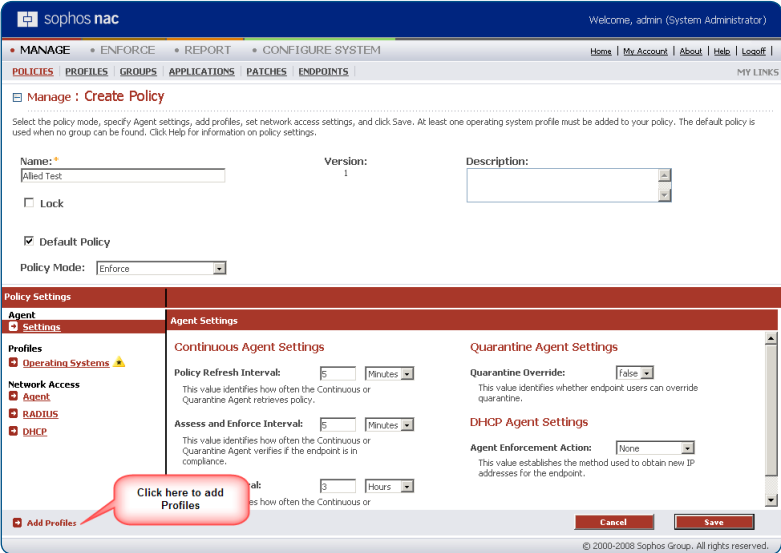 sophos nac
Welcome, admin (System Administrator)
• MANAGE • ENFORCE • REPORT • CONFIGURE SYSTEM
Home | My Account | About | Help | Logoff |
POLICIES | PROFILES | GROUPS | APPLICATIONS | PATCHES | ENDPOINTS |
MY LINKS
Manage : Create Policy
Select the policy mode, specify Agent settings, add profiles, set network access settings, and click Save. At least one operating system profile must be added to your policy. The default policy is
used when no group can be found. Click Help for information on policy settings.
Name:*
Version:
Description:
Allied Test
1
Lock
Default Policy
Policy Mode: Enforce
Policy Settings
Agent
Settings
Profiles
Operating Systems
Network Access
Agent
RADIUS
DHCP
Agent Settings
Continuous Agent Settings
Policy Refresh Interval: 5 Minutes
This value identifies how often the Continuous or
Quarantine Agent retrieves policy.
Assess and Enforce Interval: 5 Minutes
This value identifies how often the Continuous or
Quarantine Agent verifies if the endpoint is in
compliance.
al: 3 Hours
es how often the Continuous or
Quarantine Agent Settings
Quarantine Override: false
This value identifies whether endpoint users can override
quarantine.
DHCP Agent Settings
Agent Enforcement Action: None
This value establishes the method used to obtain new IP
addresses for the endpoint.
Click here to add
Profiles
Add Profiles
Cancel
Save
© 2000-2008 Sophos Group. All rights reserved.